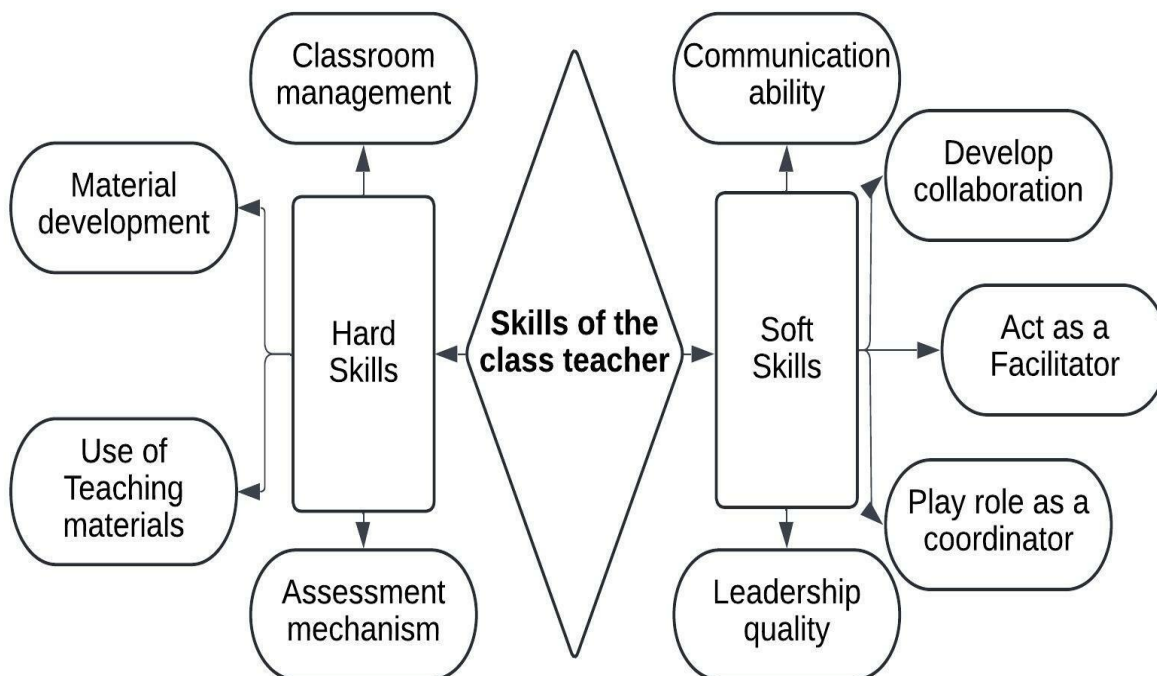 Classroom
management
Material
development
Hard
Skills
Use of
Teaching
materials
Assessment
mechanism
Skills of the
class teacher
Communication
ability
Develop
collaboration
Soft
Skills
Act as a
Facilitator
Play role as a
coordinator
Leadership
quality